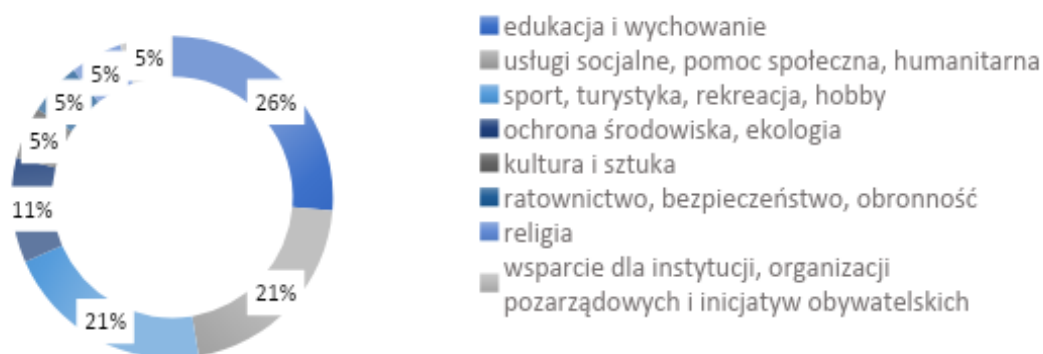 5%
5%
5%
5%
11%
21%
21%
26%
edukacja i wychowanie
usługi socjalne, pomoc społeczna, humanitarna
sport, turystyka, rekreacja, hobby
ochrona środowiska, ekologia
kultura i sztuka
ratownictwo, bezpieczeństwo, obronność
religia
wsparcie dla instytucji, organizacji
pozarządowych i inicjatyw obywatelskich